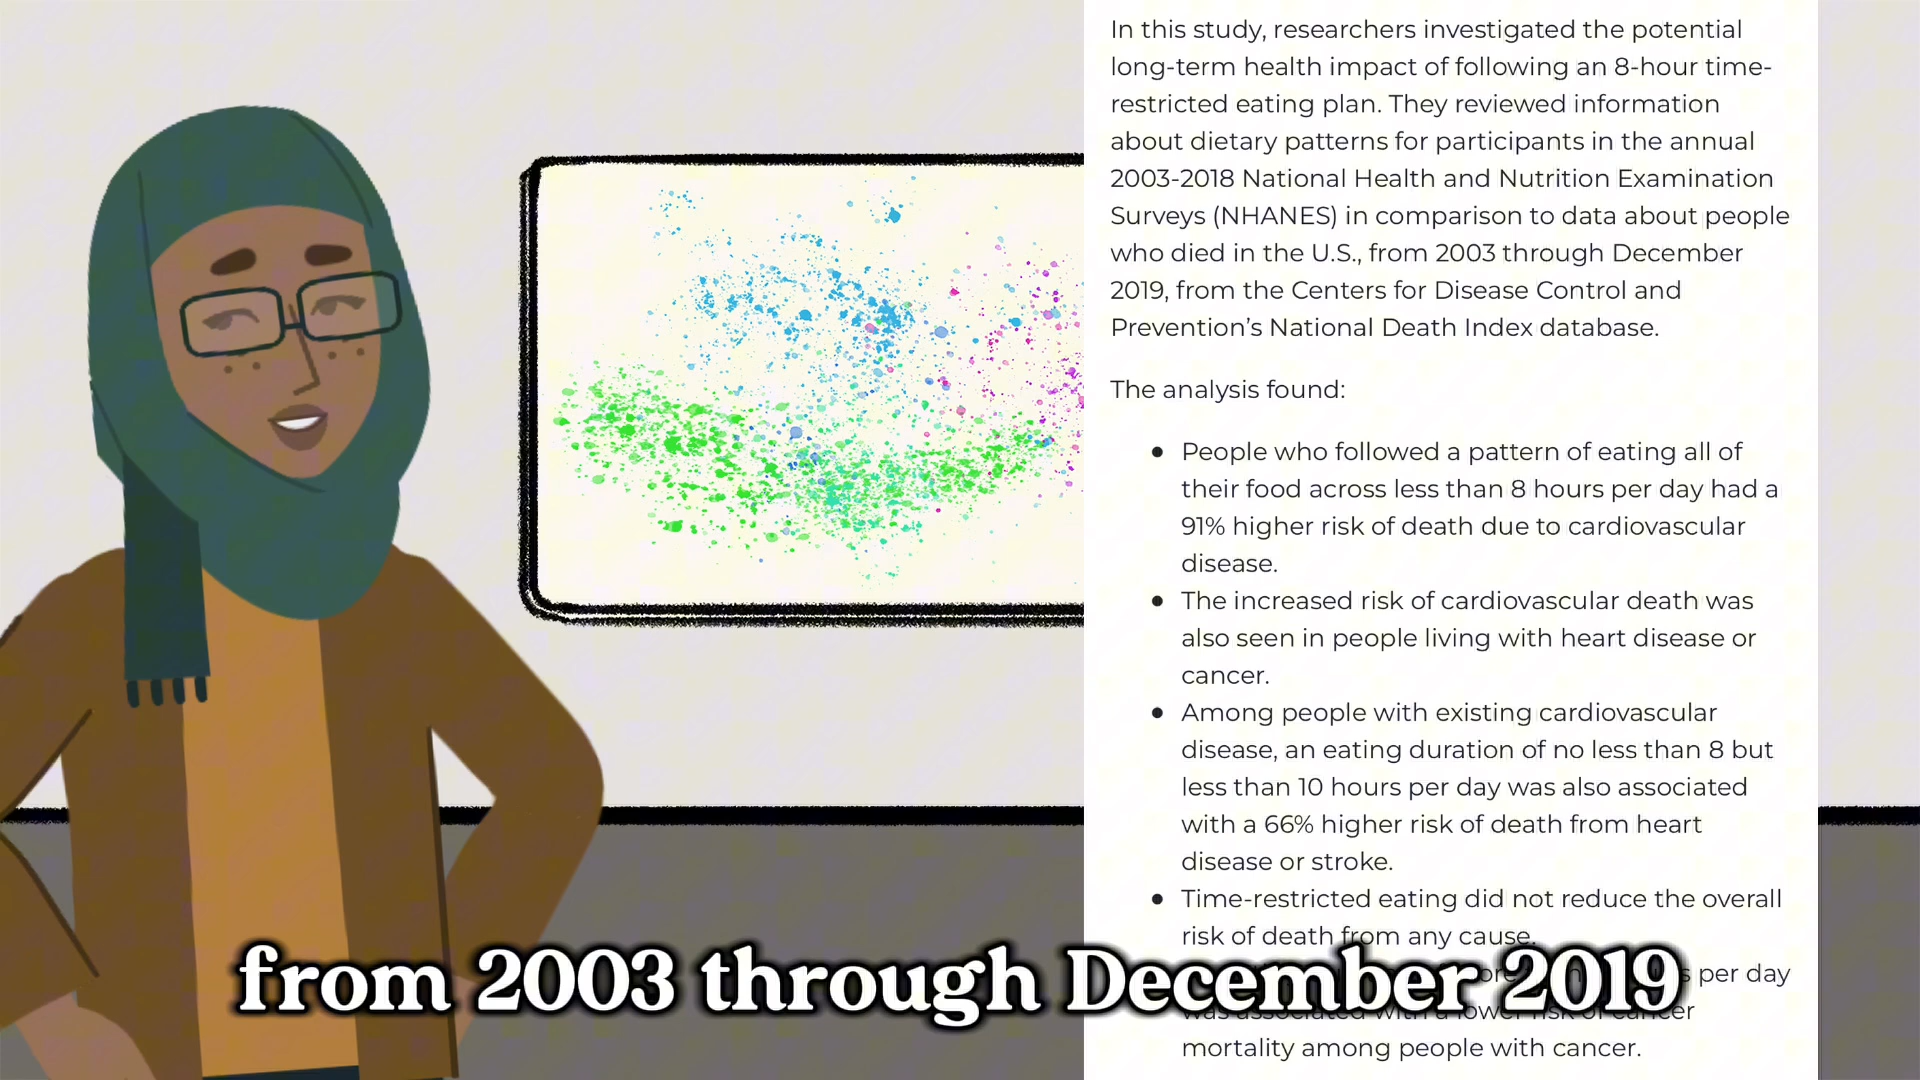 In this study, researchers investigated the potential
long-term health impact of following an 8-hour time-
restricted eating plan. They reviewed information
about dietary patterns for participants in the annual
2003-2018 National Health and Nutrition Examination
Surveys (NHANES) in comparison to data about people
who died in the U.S., from 2003 through December
2019, from the Centers for Disease Control and
Prevention’s National Death Index database.
The analysis found:
● People who followed a pattern of eating all of
their food across less than 8 hours per day had a
91% higher risk of death due to cardiovascular
disease.
● The increased risk of cardiovascular death was
also seen in people living with heart disease or
cancer.
● Among people with existing cardiovascular
disease, an eating duration of no less than 8 but
less than 10 hours per day was also associated
with a 66% higher risk of death from heart
disease or stroke.
● Time-restricted eating did not reduce the overall
risk of death from any cause.
per day
was associated with a lower risk of cancer
mortality among people with cancer.
from 2003 through December 2019